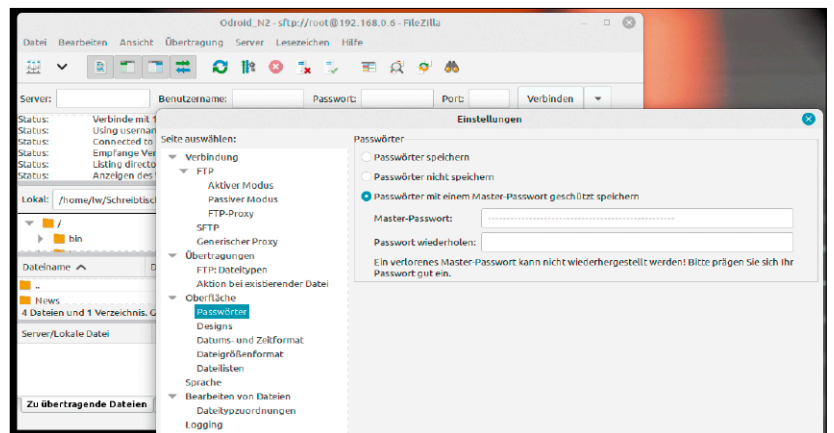 Odroid_N2 - sftp://root@192.168.0.6 - FileZilla
Datei Bearbeiten Ansicht Übertragung Server Lesezeichen Hilfe
Server: Benutzername: Passwort: Port: Verbinden
Status: Verbinde mit 1
Status: Using usernan
Status: Connected to
Status: Empfange Ver
Status: Listing directo
Status: Anzeigen des
Lokal: /home/lw/Schreibtisch
/
bin
Dateiname D
..
News
4 Dateien und 1 Verzeichnis. G
Server/Lokale Datei
Zu übertragende Dateien
Einstellungen
Seite auswählen:
Verbindung
FTP
Aktiver Modus
Passiver Modus
FTP-Proxy
SFTP
Generischer Proxy
Übertragungen
FTP: Dateitypen
Aktion bei existierender Datei
Oberfläche
Passwörter
Designs
Datums- und Zeitformat
Dateigrößenformat
Dateilisten
Sprache
Bearbeiten von Dateien
Dateitypzuordnungen
Logging
Passwörter
Passwörter speichern
Passwörter nicht speichern
Passwörter mit einem Master-Passwort geschützt speichern
Master-Passwort:
Passwort wiederholen:
Ein verlorenes Master-Passwort kann nicht wiederhergestellt werden! Bitte prägen Sie sich Ihr
Passwort gut ein.